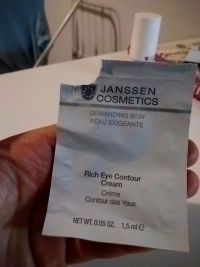 JANSSEN
COSMETICS
DEMANDING SKIN
PEAU EXIGEANTE
Rich Eye Contour
Cream
Crème
Contour des Yeux
NET WT. 0.05 OZ. 1.5 ml ℮